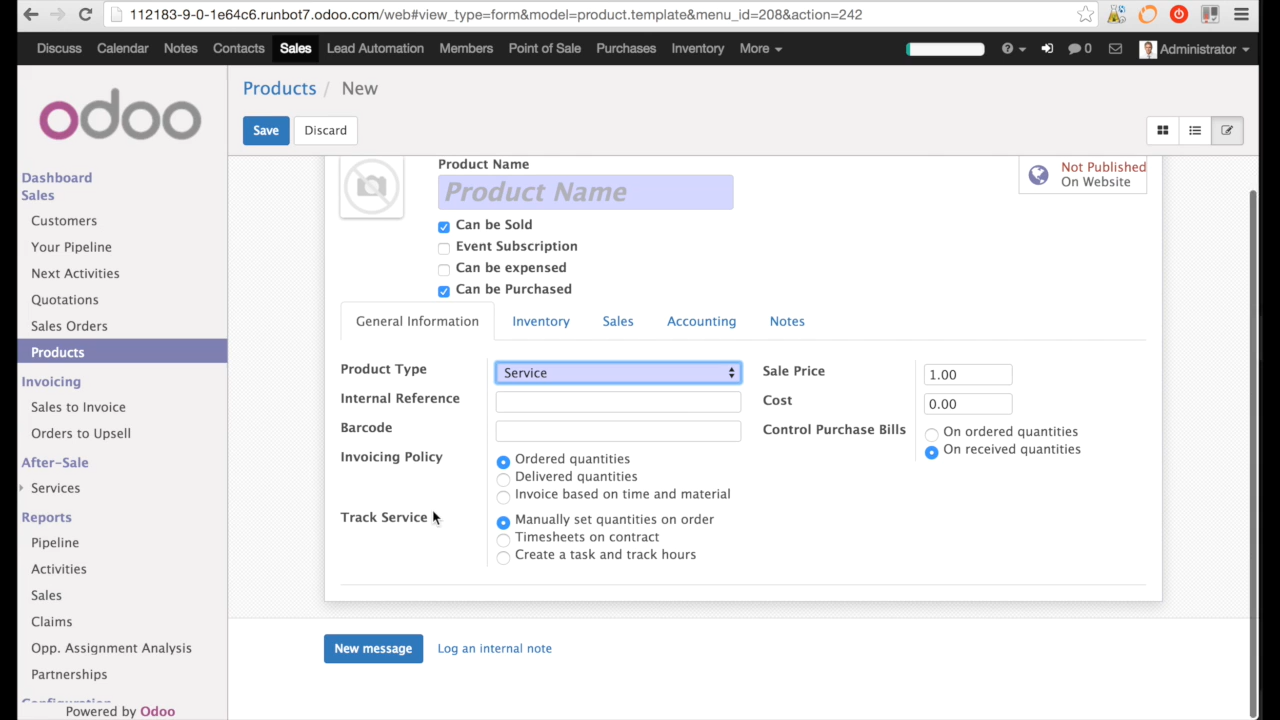 112183-9-0-1e64c6.runbot7.odoo.com/web#view_type=form&model=product.template&menu_id=208&action=242
Discuss Calendar Notes Contacts Sales Lead Automation Members Point of Sale Purchases Inventory More 0 Administrator
odoo
Dashboard
Sales
Customers
Your Pipeline
Next Activities
Quotations
Sales Orders
Products
Invoicing
Sales to Invoice
Orders to Upsell
After-Sale
Services
Reports
Pipeline
Activities
Sales
Claims
Opp. Assignment Analysis
Partnerships
Configuration
Powered by Odoo
Products / New
Save Discard
Product Name
Product Name
Not Published
On Website
Can be Sold
Event Subscription
Can be expensed
Can be Purchased
General Information Inventory Sales Accounting Notes
Product Type Service
Internal Reference
Barcode
Invoicing Policy Ordered quantities
Delivered quantities
Invoice based on time and material
Track Service Manually set quantities on order
Timesheets on contract
Create a task and track hours
Sale Price 1.00
Cost 0.00
Control Purchase Bills On ordered quantities
On received quantities
New message Log an internal note